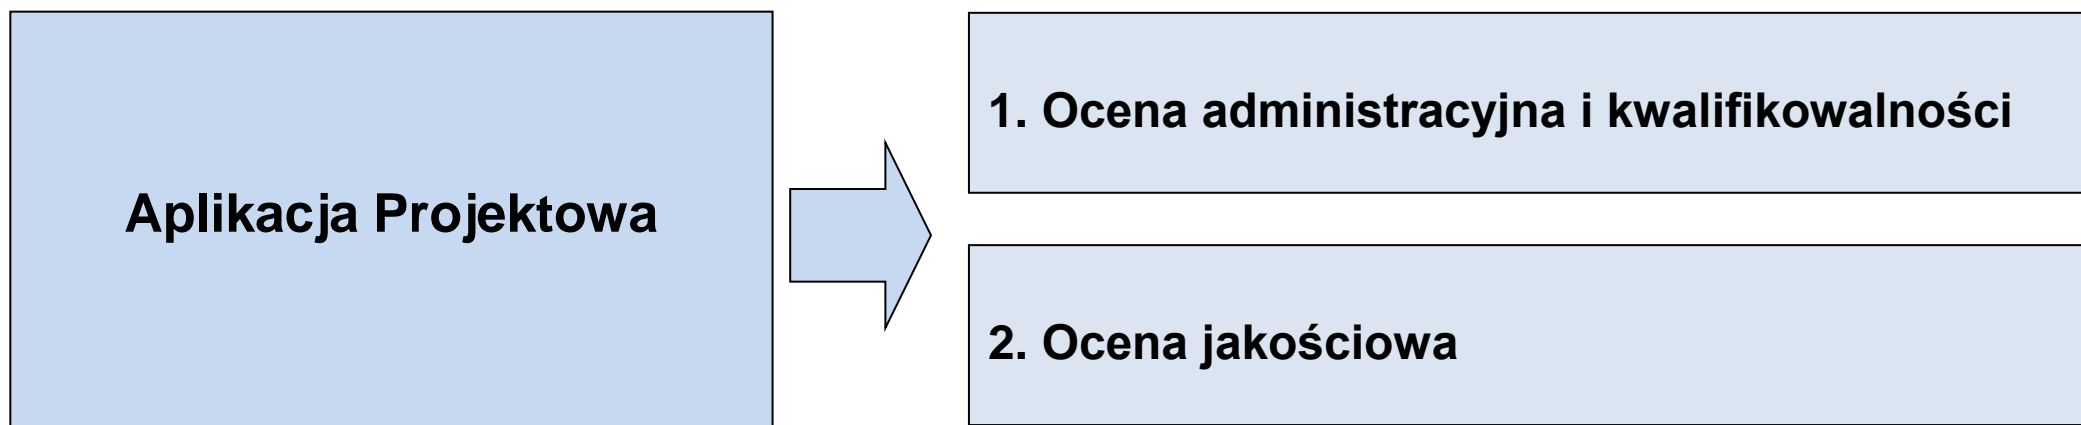 Aplikacja Projektowa
1. Ocena administracyjna i kwalifikowalności
2. Ocena jakościowa